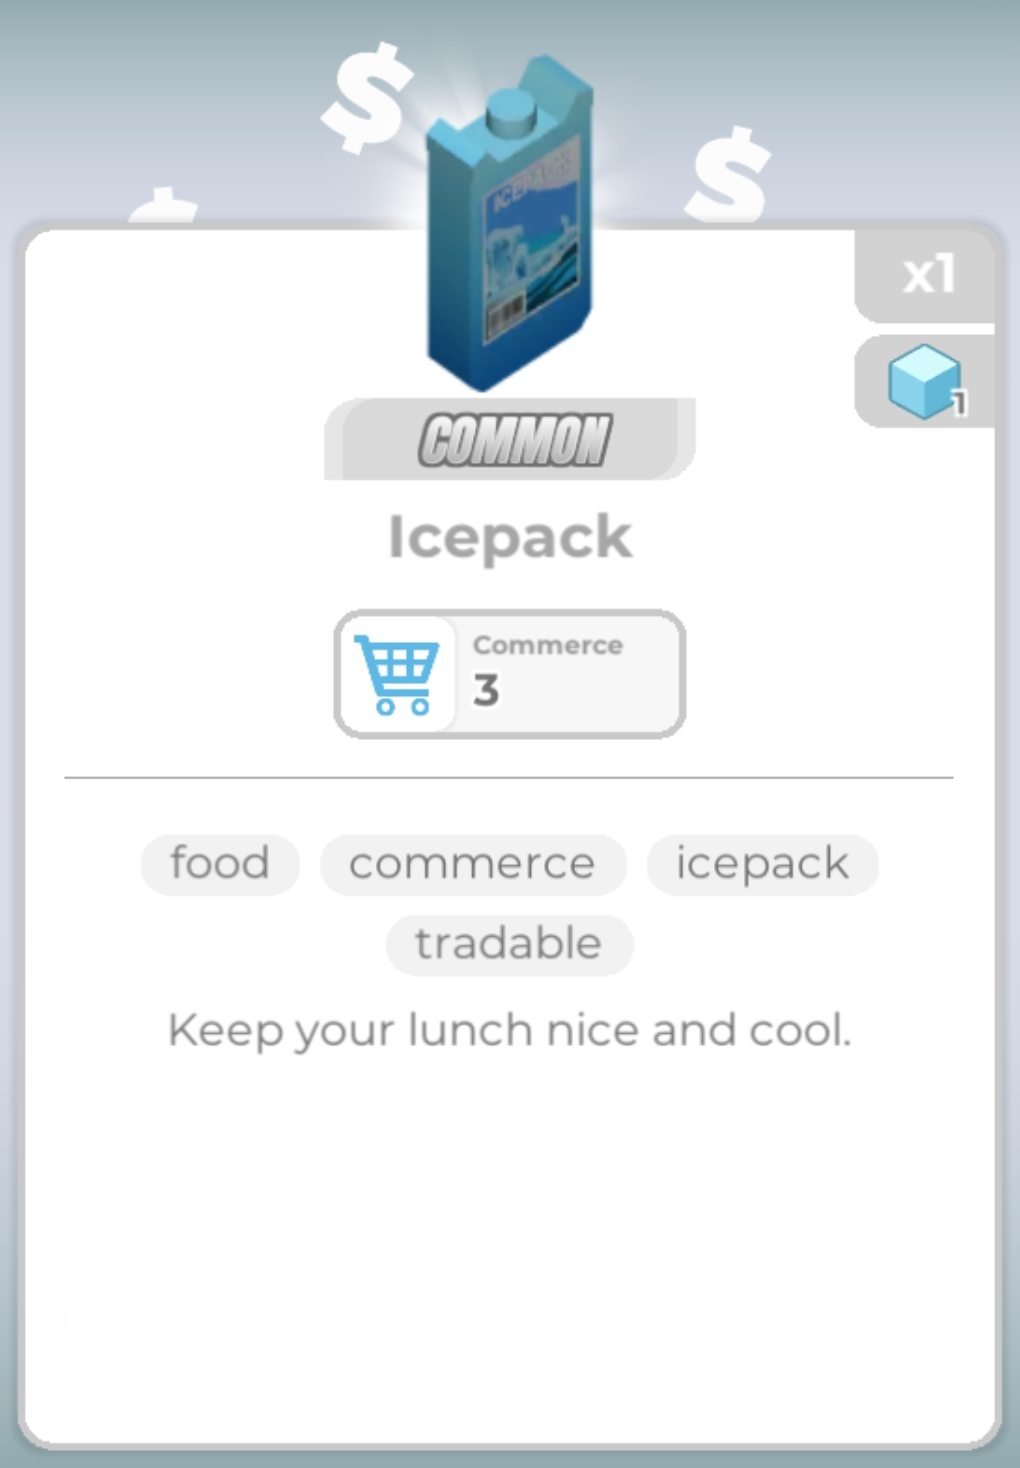 $
$
$
ICEPACK
x1
1
COMMON
Icepack
Commerce
3
food commerce icepack
tradable
Keep your lunch nice and cool.